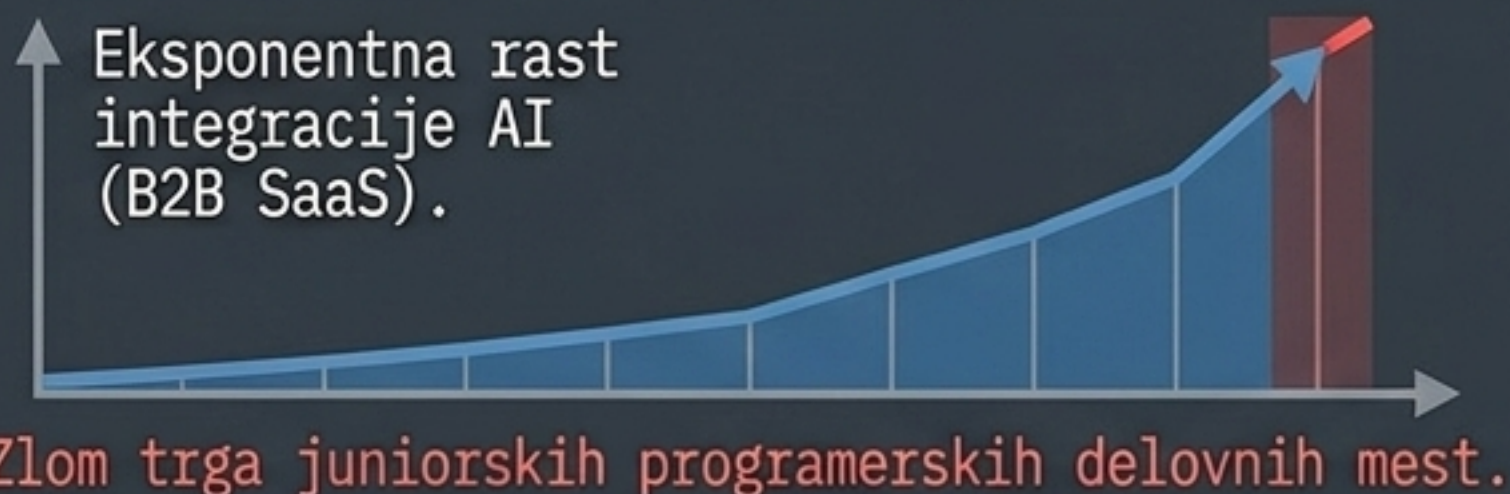 Eksponentna rast
integracije AI
(B2B SaaS).
Zlom trga juniorskih programerskih delovnih mest.